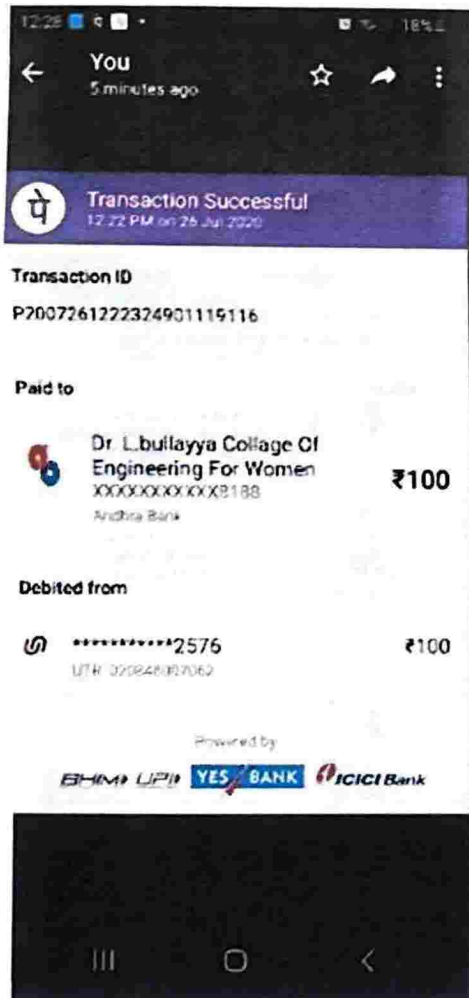 12:28
18%
You
5 minutes ago
पे
Transaction Successful
12:22 PM on 26 Jul 2020
Transaction ID
P2007261222324901119116
Paid to
Dr. L.bullayya Collage Of
Engineering For Women
₹100
XXXXXXXXXXX8188
Andhra Bank
Debited from
***********2576
₹100
UTR:
Powered by
BHIM UPI YES BANK ICICI Bank